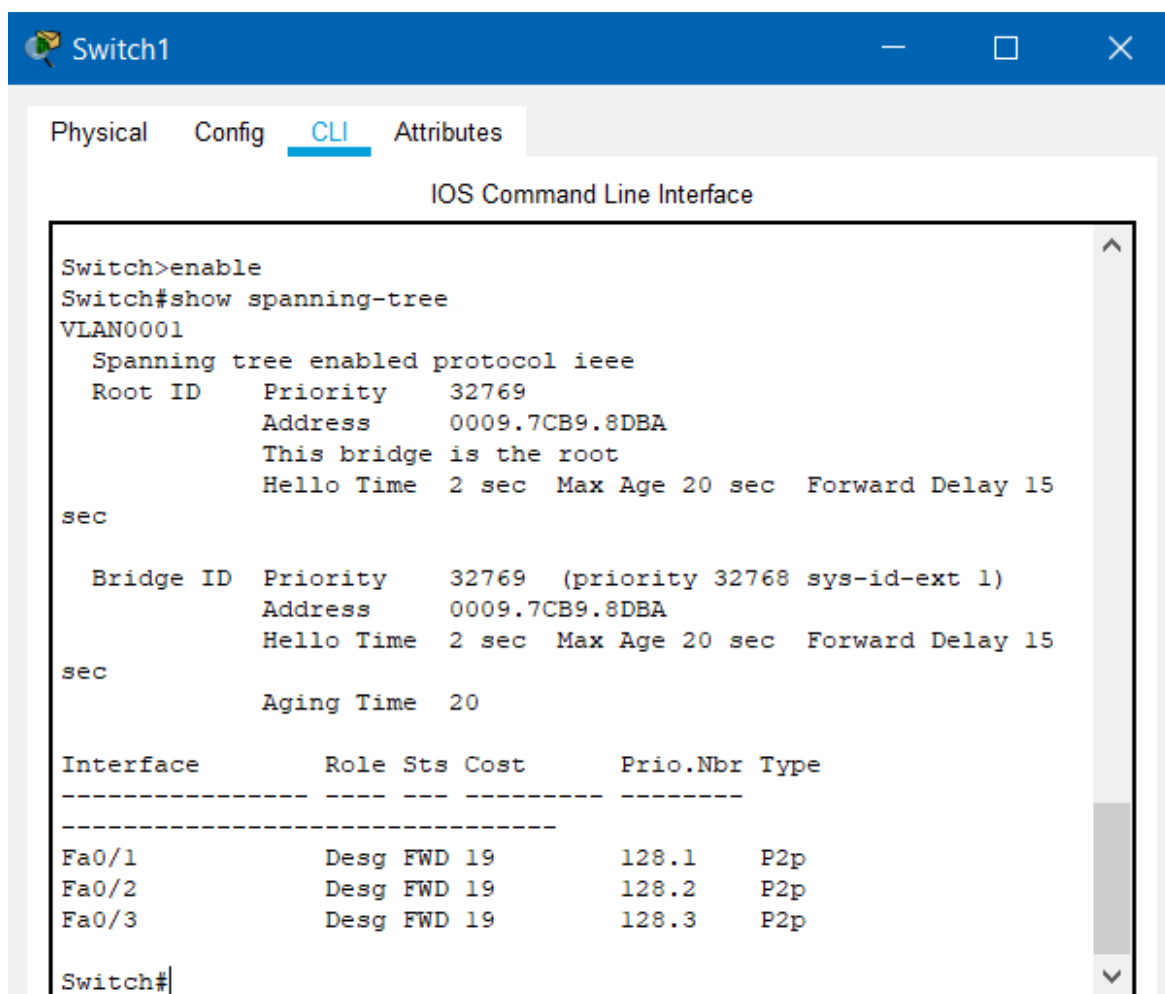 Switch1
Physical Config CLI Attributes
IOS Command Line Interface
Switch>enable
Switch#show spanning-tree
VLAN0001
  Spanning tree enabled protocol ieee
  Root ID    Priority    32769
             Address     0009.7CB9.8DBA
             This bridge is the root
             Hello Time  2 sec  Max Age 20 sec  Forward Delay 15
sec

  Bridge ID  Priority    32769  (priority 32768 sys-id-ext 1)
             Address     0009.7CB9.8DBA
             Hello Time  2 sec  Max Age 20 sec  Forward Delay 15
sec
             Aging Time  20

Interface        Role Sts Cost      Prio.Nbr Type
---------------- ---- --- --------- --------
--------------------------------
Fa0/1            Desg FWD 19        128.1    P2p
Fa0/2            Desg FWD 19        128.2    P2p
Fa0/3            Desg FWD 19        128.3    P2p

Switch#